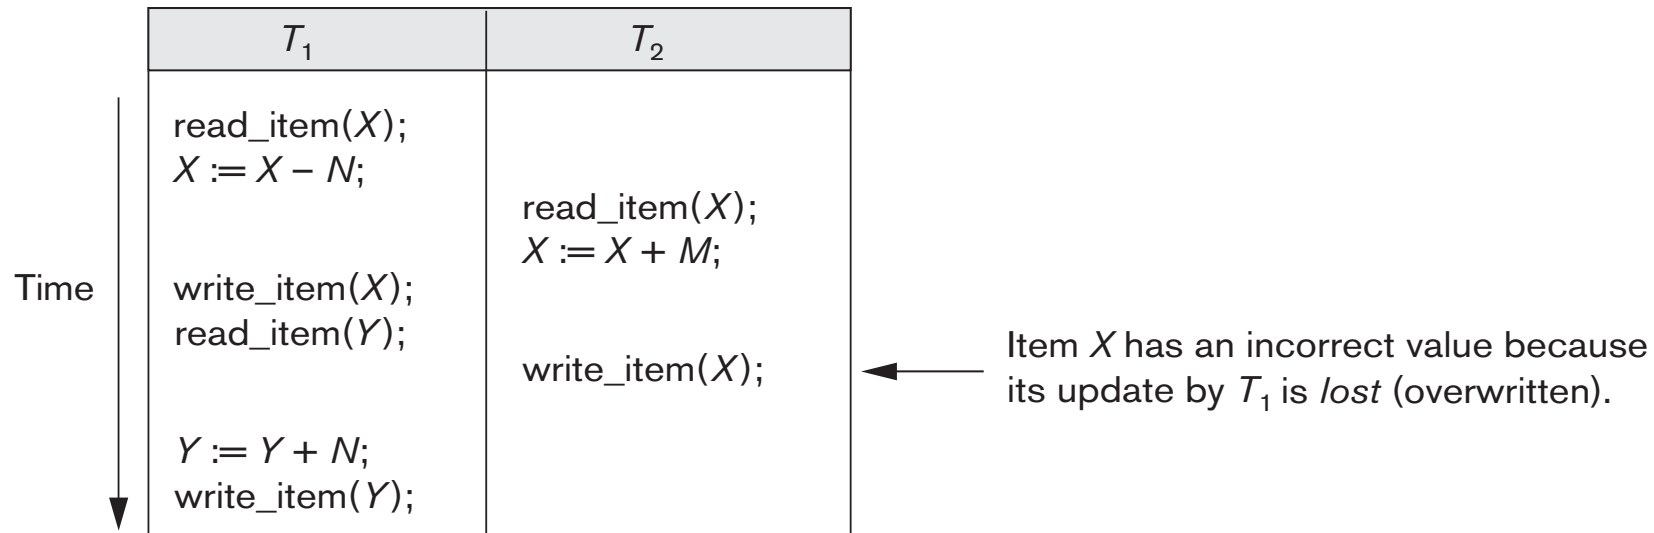 T₁ T₂
read_item(X);
X := X – N;
read_item(X);
X := X + M;
Time
write_item(X);
read_item(Y);
write_item(X);
Item X has an incorrect value because
its update by T₁ is lost (overwritten).
Y := Y + N;
write_item(Y);